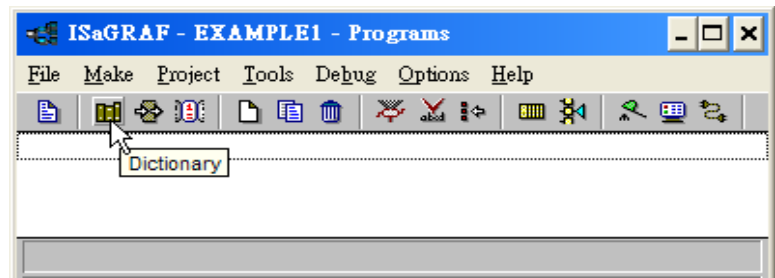 ISaGRAF - EXAMPLE1 - Programs
File Make Project Tools Debug Options Help
Dictionary